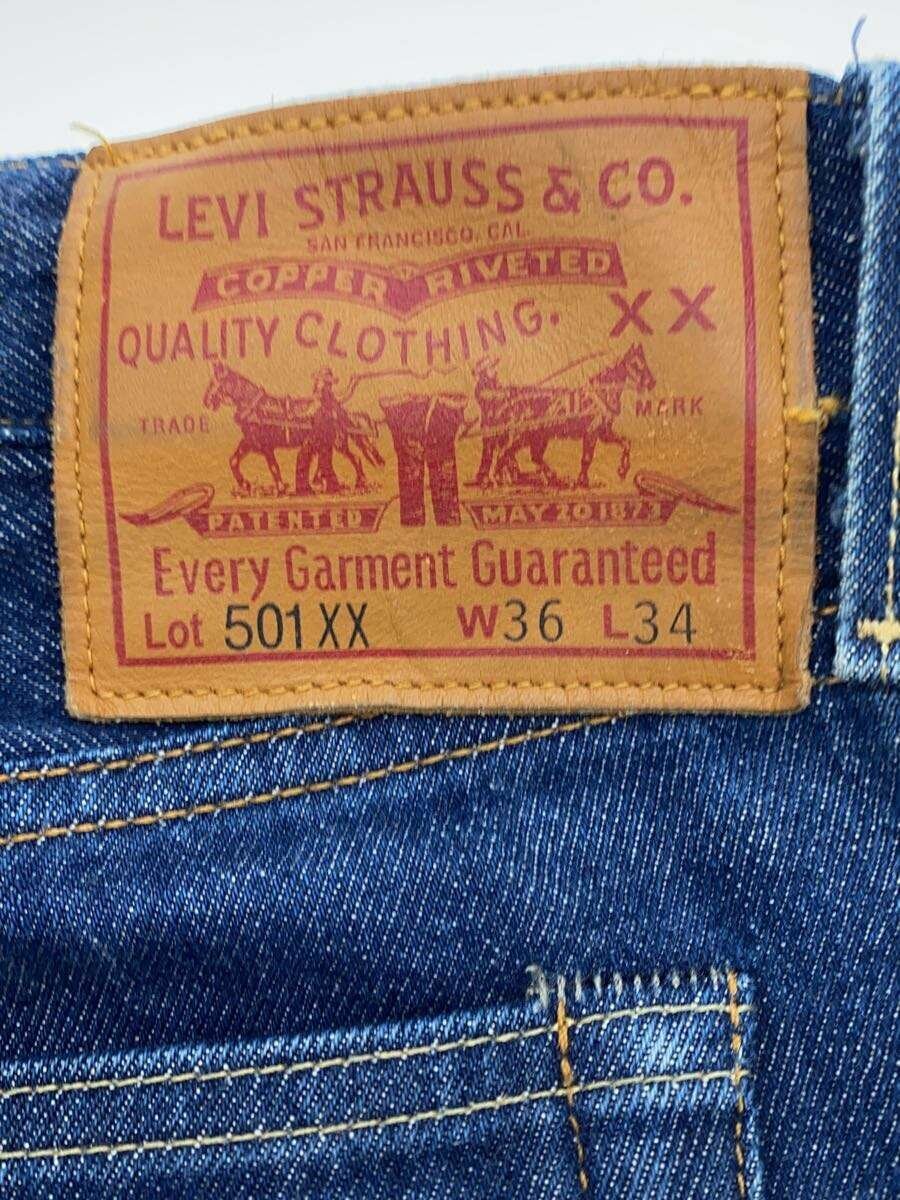 LEVI STRAUSS & CO.
SAN FRANCISCO, CAL.
COPPER RIVETED
QUALITY CLOTHING. XX
TRADE MARK
PATENTED MAY 20 1873
Every Garment Guaranteed
Lot 501XX W36 L34